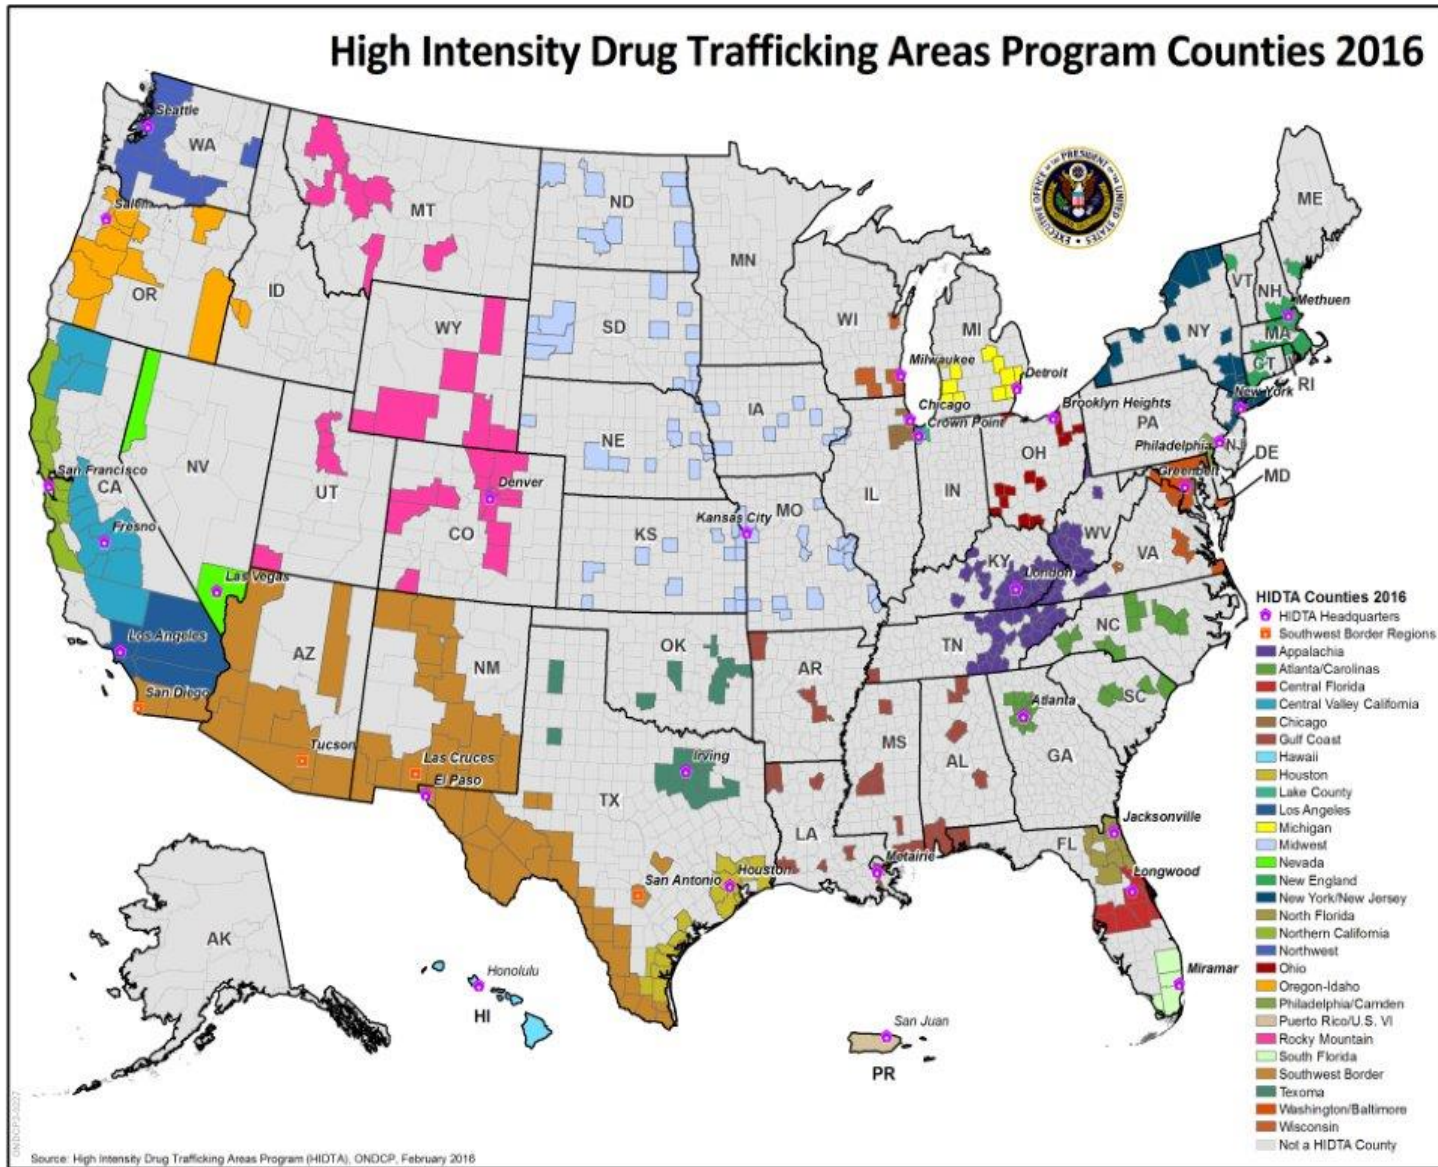 High Intensity Drug Trafficking Areas Program Counties 2016
EXECUTIVE OFFICE OF THE PRESIDENT OF THE UNITED STATES
Seattle
WA
Salem
OR
ID
MT
ND
MN
SD
WY
WI
MI
Milwaukee
Detroit
ME
VT
NH
Methuen
NY
MA
CT
RI
New York
Chicago
Crown Point
Brooklyn Heights
PA
Philadelphia
NJ
DE
MD
Greenbelt
OH
IA
NE
NV
UT
CO
Denver
San Francisco
CA
Fresno
Las Vegas
Los Angeles
San Diego
AZ
Tucson
NM
Las Cruces
El Paso
KS
Kansas City
MO
IL
IN
KY
London
WV
VA
TN
NC
SC
OK
AR
MS
AL
GA
Atlanta
Irving
TX
LA
Metairie
San Antonio
Houston
FL
Jacksonville
Longwood
Miramar
AK
Honolulu
HI
San Juan
PR
HIDTA Counties 2016
HIDTA Headquarters
Southwest Border Regions
Appalachia
Atlanta/Carolinas
Central Florida
Central Valley California
Chicago
Gulf Coast
Hawaii
Houston
Lake County
Los Angeles
Michigan
Midwest
Nevada
New England
New York/New Jersey
North Florida
Northern California
Northwest
Ohio
Oregon-Idaho
Philadelphia/Camden
Puerto Rico/U.S. VI
Rocky Mountain
South Florida
Southwest Border
Texoma
Washington/Baltimore
Wisconsin
Not a HIDTA County
Source: High Intensity Drug Trafficking Areas Program (HIDTA), ONDCP, February 2016